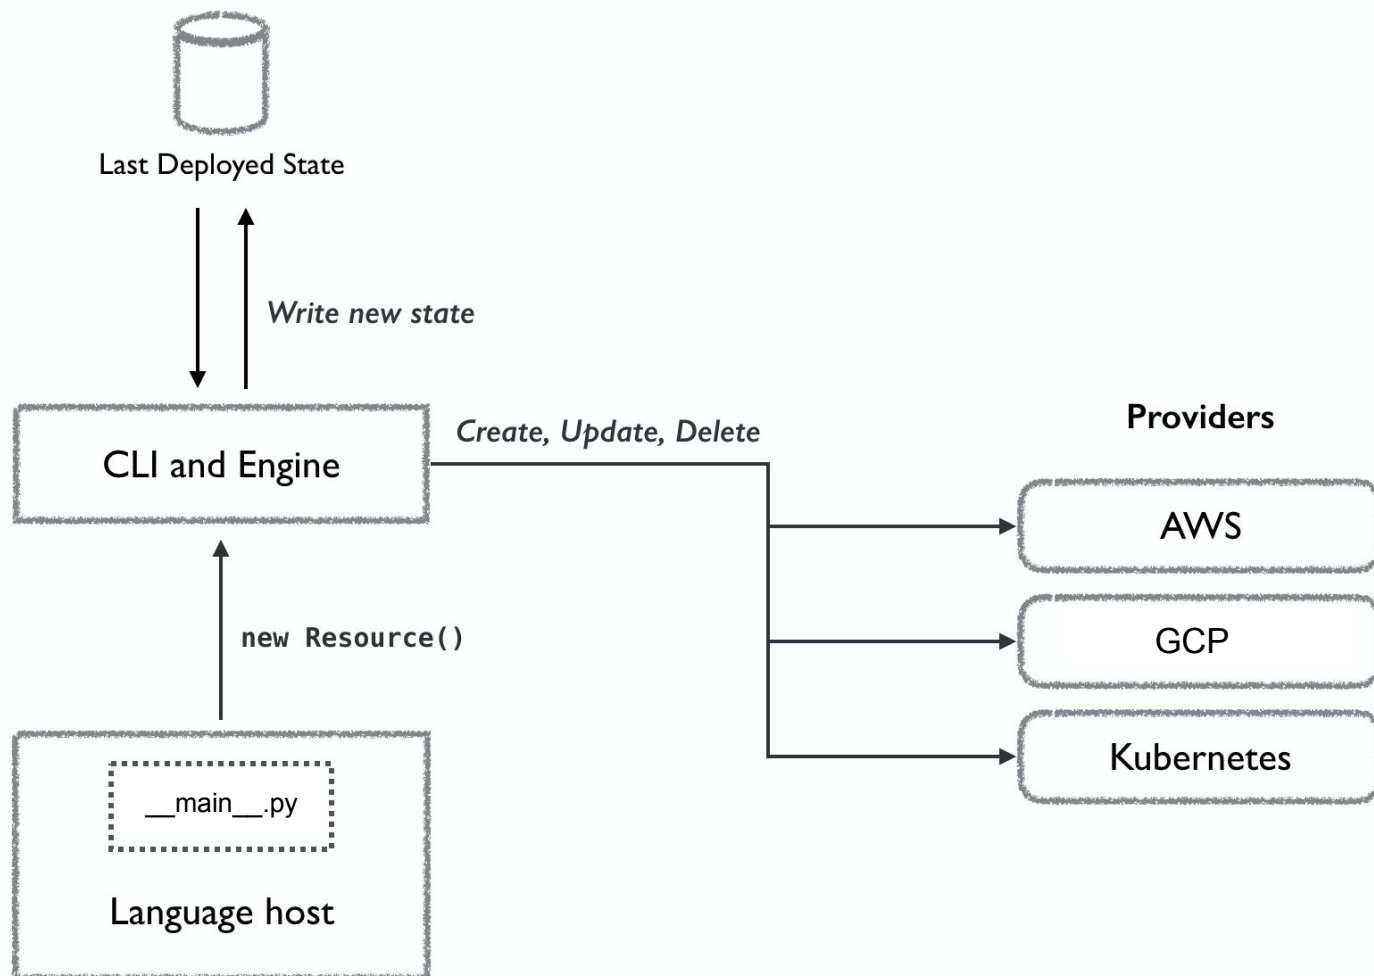 Last Deployed State
Write new state
Create, Update, Delete
CLI and Engine
Providers
AWS
GCP
Kubernetes
new Resource()
__main__.py
Language host